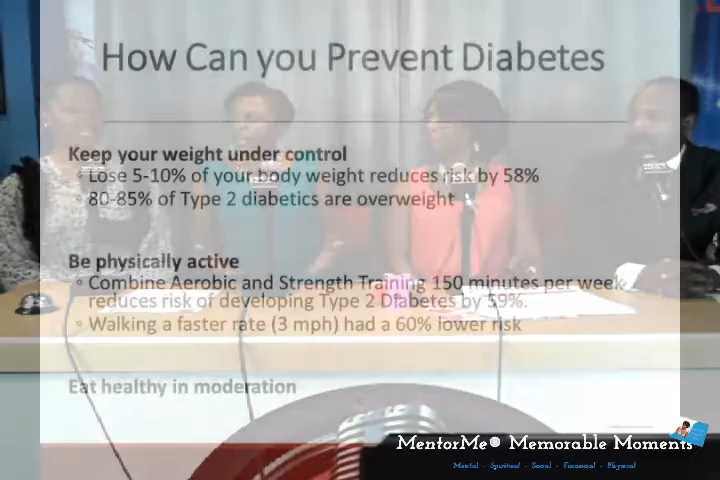 How Can you Prevent Diabetes
Keep your weight under control
◦ Lose 5-10% of your body weight reduces risk by 58%
◦ 80-85% of Type 2 diabetics are overweight
Be physically active
◦ Combine Aerobic and Strength Training 150 minutes per week
reduces risk of developing Type 2 Diabetes by 59%.
◦ Walking a faster rate (3 mph) had a 60% lower risk
Eat healthy in moderation
MentorMe® Memorable Moments
Mental - Spiritual - Social - Financial - Physical